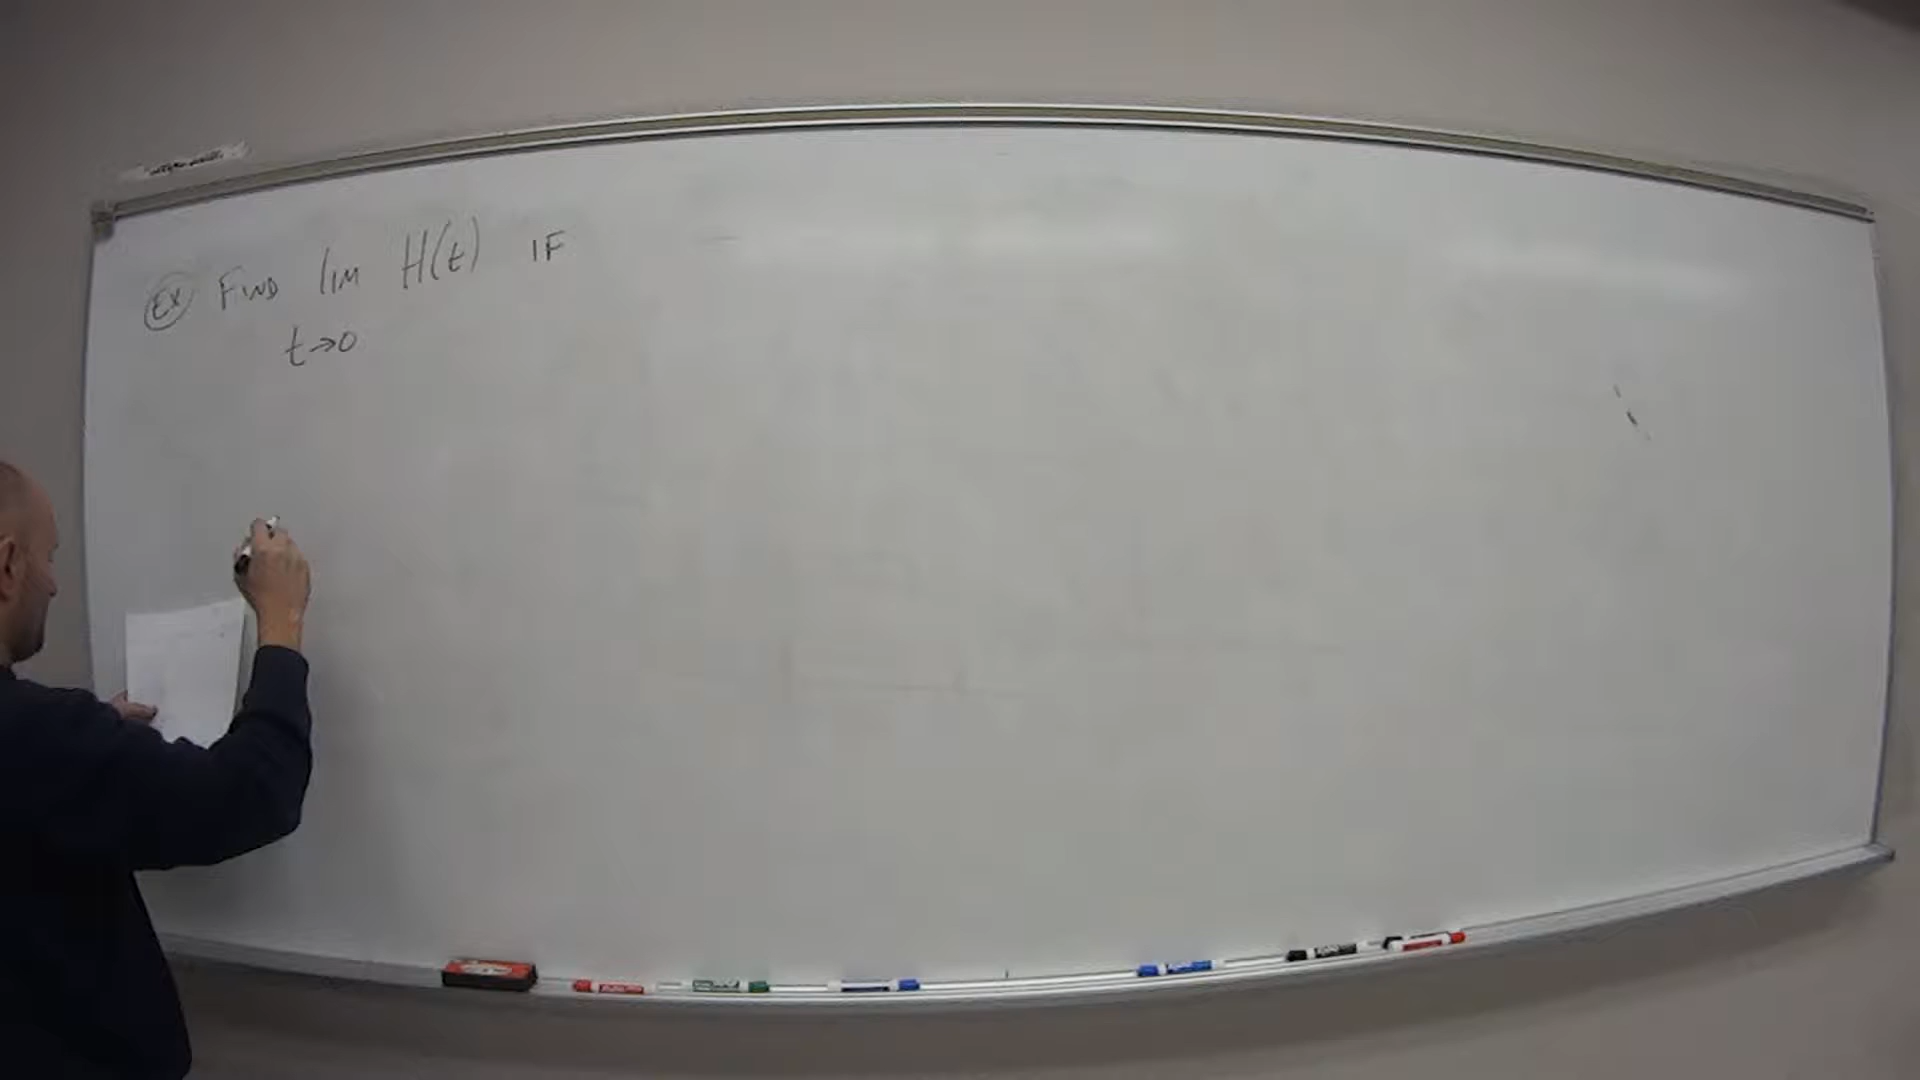 EX FIND lim H(t) IF
t→0